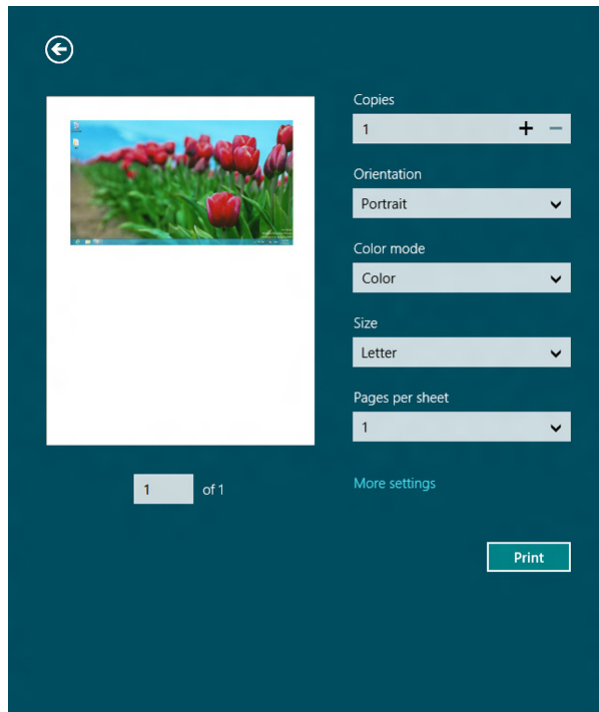 Copies
1
Orientation
Portrait
Color mode
Color
Size
Letter
Pages per sheet
1
1 of 1
More settings
Print